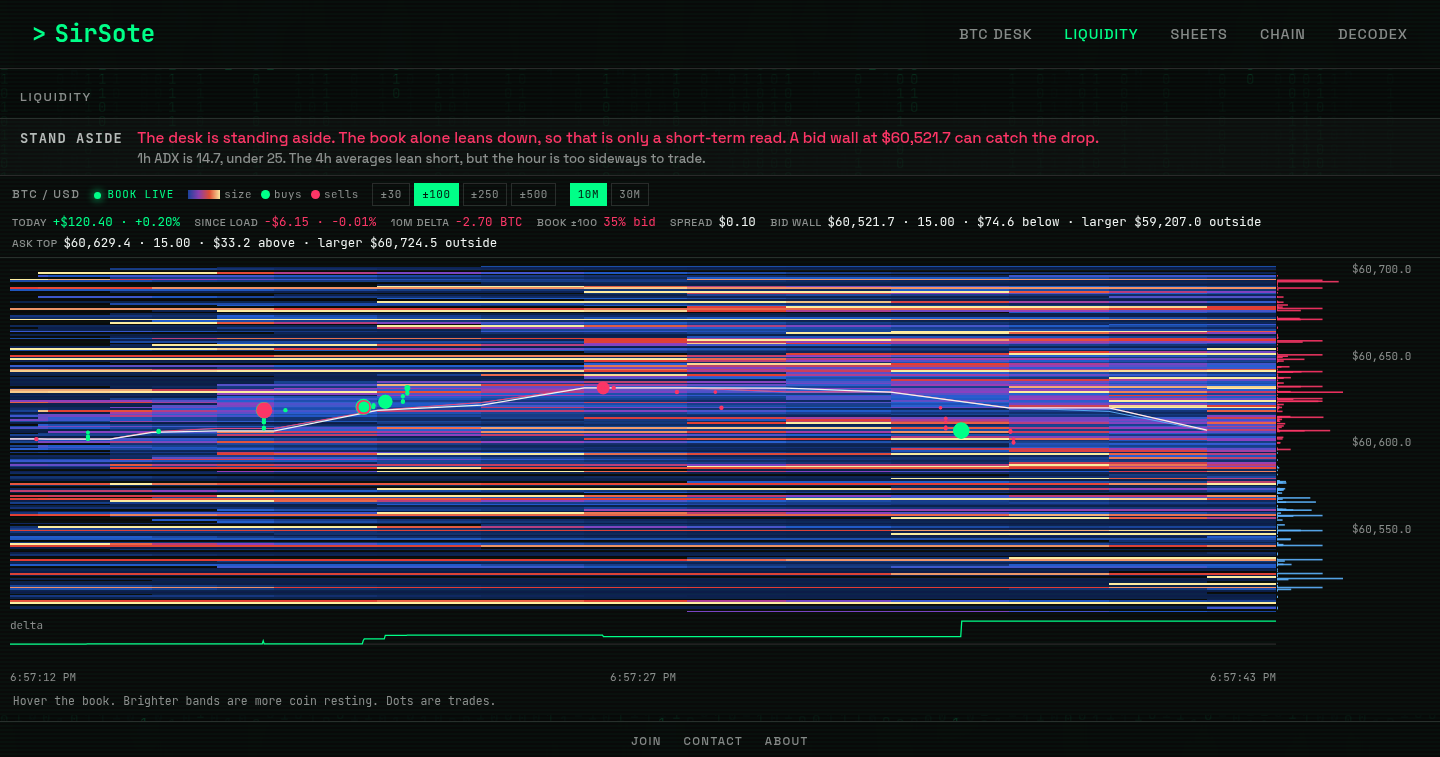 > SirSote
BTC DESK LIQUIDITY SHEETS CHAIN DECODEX
LIQUIDITY
STAND ASIDE The desk is standing aside. The book alone leans down, so that is only a short-term read. A bid wall at $60,521.7 can catch the drop.
1h ADX is 14.7, under 25. The 4h averages lean short, but the hour is too sideways to trade.
BTC / USD BOOK LIVE size buys sells ±30 ±100 ±250 ±500 10M 30M
TODAY +$120.40 · +0.20% SINCE LOAD -$6.15 · -0.01% 10M DELTA -2.70 BTC BOOK ±100 35% bid SPREAD $0.10 BID WALL $60,521.7 · 15.00 · $74.6 below · larger $59,207.0 outside
ASK TOP $60,629.4 · 15.00 · $33.2 above · larger $60,724.5 outside
$60,700.0
$60,650.0
$60,600.0
$60,550.0
delta
6:57:12 PM 6:57:27 PM 6:57:43 PM
Hover the book. Brighter bands are more coin resting. Dots are trades.
JOIN CONTACT ABOUT